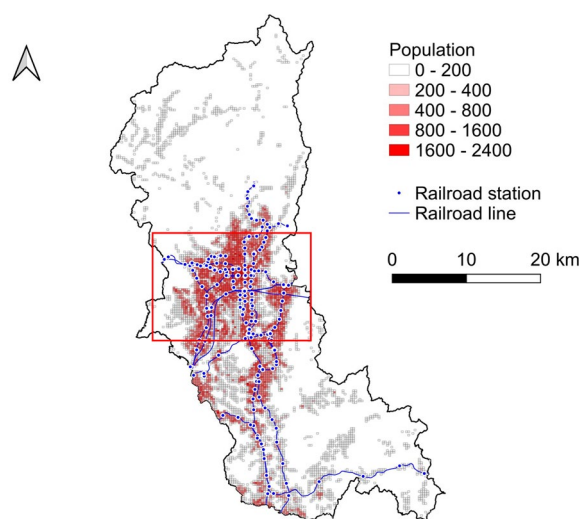 Population
0 - 200
200 - 400
400 - 800
800 - 1600
1600 - 2400
Railroad station
Railroad line
0 10 20 km